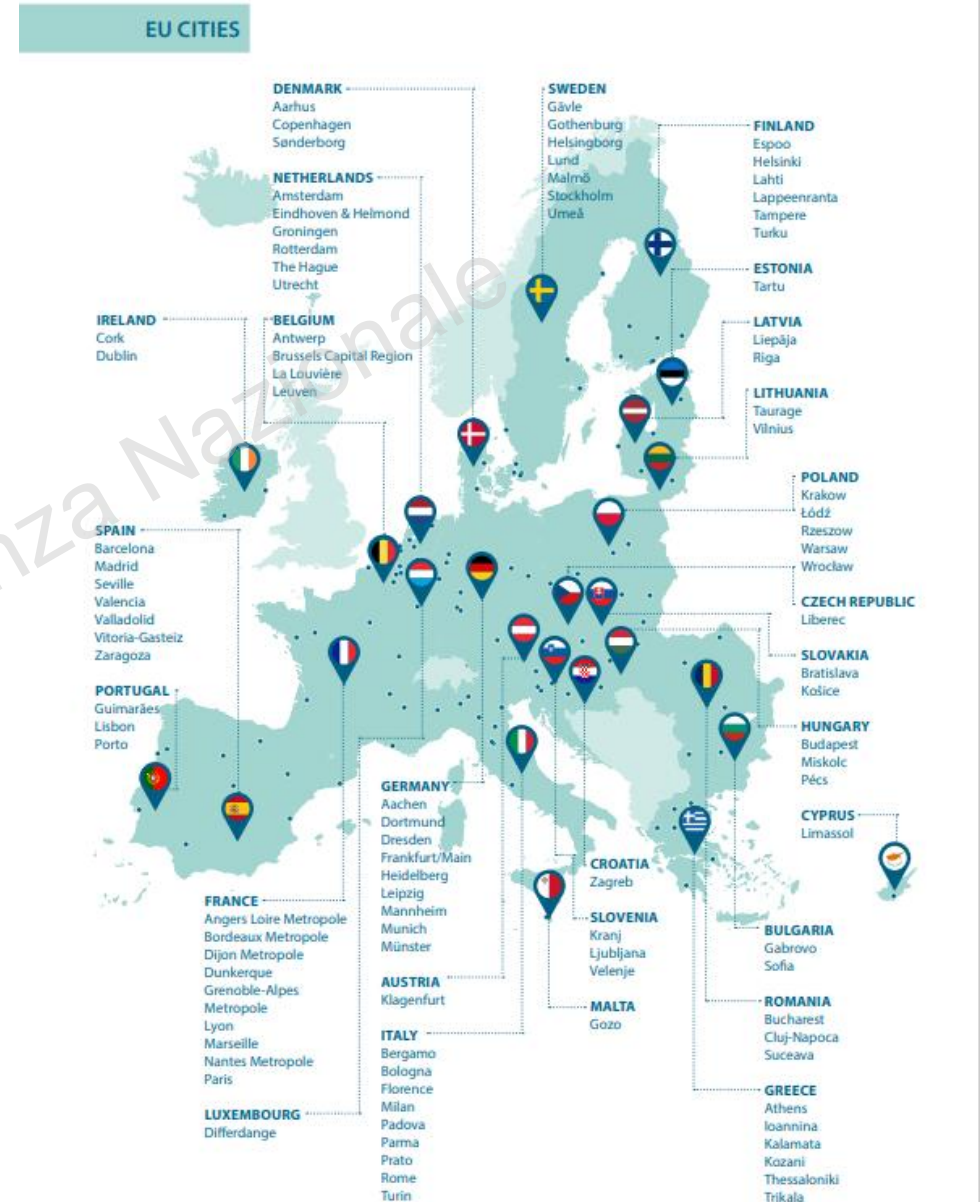 EU CITIES
DENMARK
Aarhus
Copenhagen
Sønderborg
SWEDEN
Gävle
Gothenburg
Helsingborg
Lund
Malmö
Stockholm
Umeå
FINLAND
Espoo
Helsinki
Lahti
Lappeenranta
Tampere
Turku
NETHERLANDS
Amsterdam
Eindhoven & Helmond
Groningen
Rotterdam
The Hague
Utrecht
ESTONIA
Tartu
IRELAND
Cork
Dublin
BELGIUM
Antwerp
Brussels Capital Region
La Louvière
Leuven
LATVIA
Liepāja
Riga
LITHUANIA
Taurage
Vilnius
POLAND
Krakow
Łódź
Rzeszow
Warsaw
Wrocław
SPAIN
Barcelona
Madrid
Seville
Valencia
Valladolid
Vitoria-Gasteiz
Zaragoza
CZECH REPUBLIC
Liberec
SLOVAKIA
Bratislava
Košice
PORTUGAL
Guimarães
Lisbon
Porto
HUNGARY
Budapest
Miskolc
Pécs
GERMANY
Aachen
Dortmund
Dresden
Frankfurt/Main
Heidelberg
Leipzig
Mannheim
Munich
Münster
CYPRUS
Limassol
CROATIA
Zagreb
FRANCE
Angers Loire Metropole
Bordeaux Metropole
Dijon Metropole
Dunkerque
Grenoble-Alpes
Metropole
Lyon
Marseille
Nantes Metropole
Paris
SLOVENIA
Kranj
Ljubljana
Velenje
BULGARIA
Gabrovo
Sofia
AUSTRIA
Klagenfurt
MALTA
Gozo
ROMANIA
Bucharest
Cluj-Napoca
Suceava
ITALY
Bergamo
Bologna
Florence
Milan
Padova
Parma
Prato
Rome
Turin
GREECE
Athens
Ioannina
Kalamata
Kozani
Thessaloniki
Trikala
LUXEMBOURG
Differdange
nza Nazionale